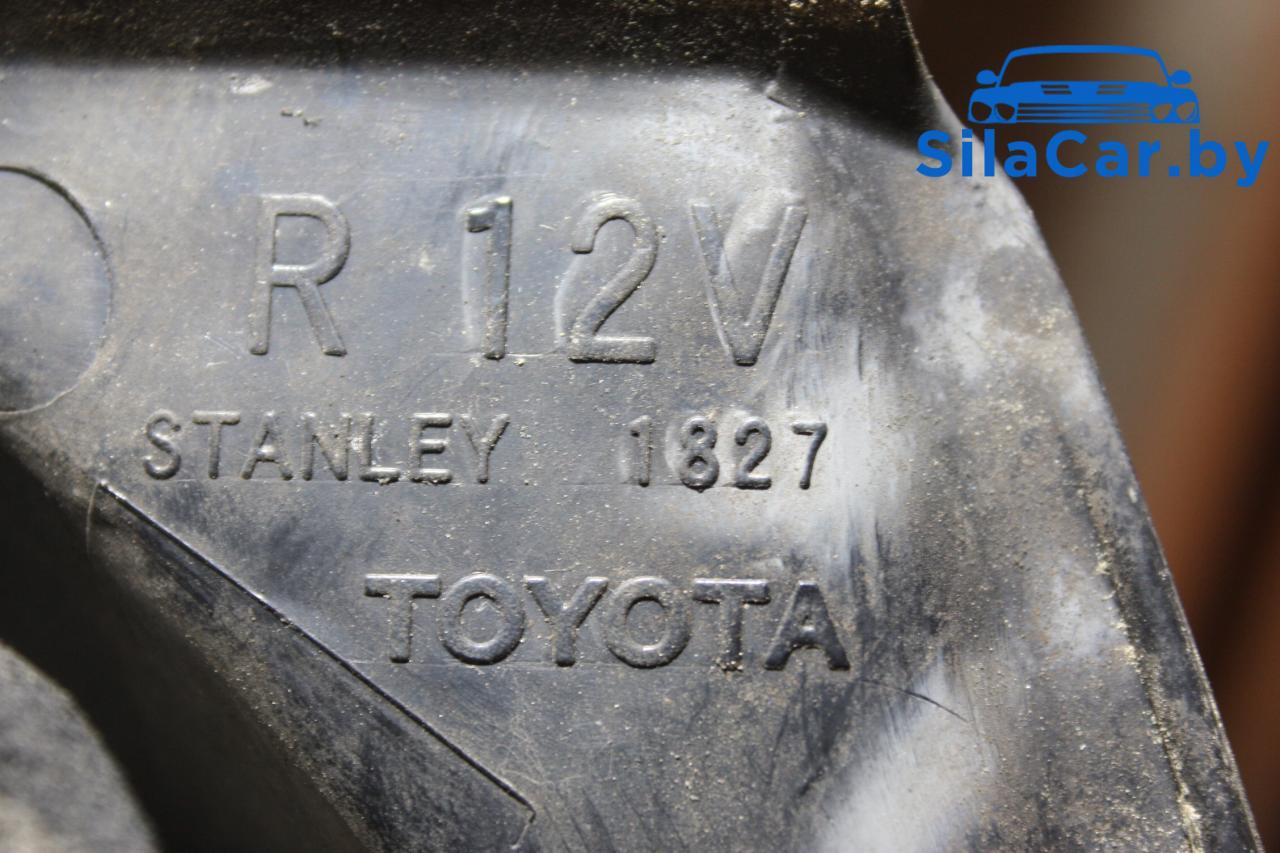 SilaCar.by
R 12V
STANLEY 1827
TOYOTA